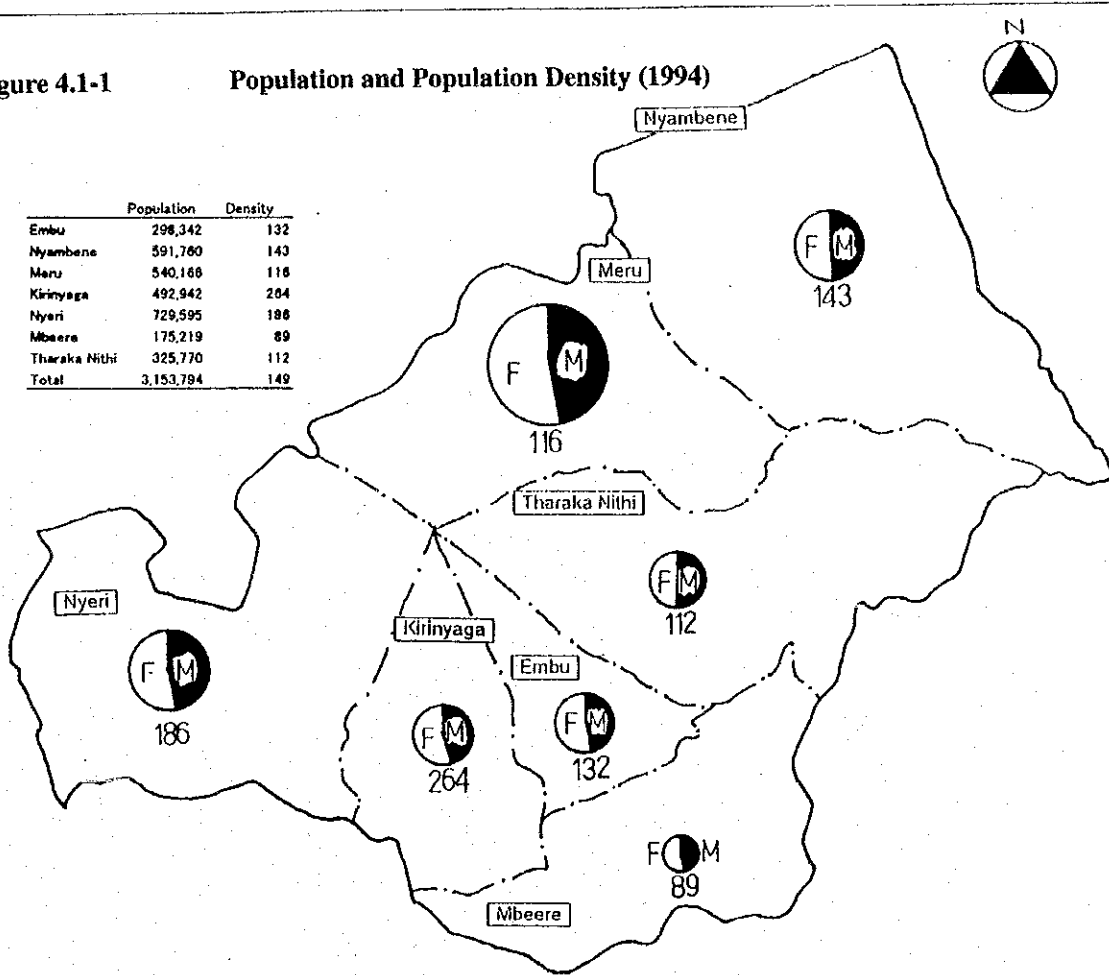 gure 4.1-1 Population and Population Density (1994)
N
Nyambene
Population Density
Embu 298,342 132
Nyambene 591,760 143
Meru 540,166 116
Kirinyaga 492,942 264
Nyeri 729,595 186
Mbeere 175,219 89
Tharaka Nithi 325,770 112
Total 3,153,794 149
F M
143
Meru
F M
116
Tharaka Nithi
F M
112
Nyeri
F M
186
Kirinyaga
F M
264
Embu
F M
132
F M
89
Mbeere